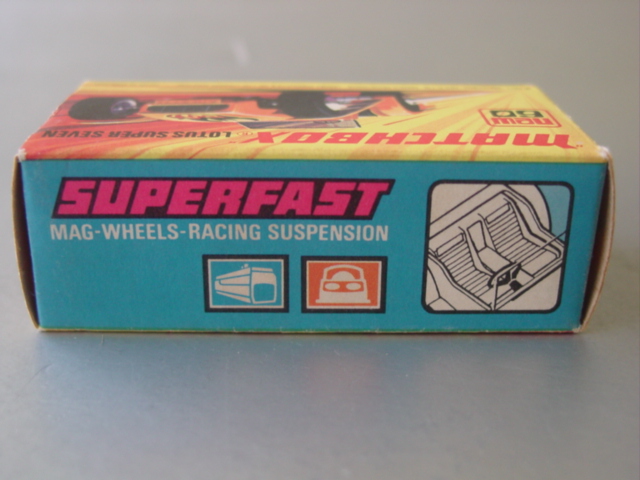 MATCHBOX"
NEW
60
LOTUS SUPER SEVEN
SUPERFAST
MAG-WHEELS-RACING SUSPENSION